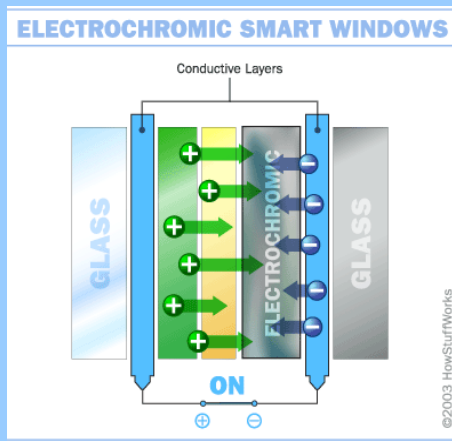 ELECTROCHROMIC SMART WINDOWS
Conductive Layers
GLASS
ELECTROCHROMIC
GLASS
ON
©2003 HowStuffWorks